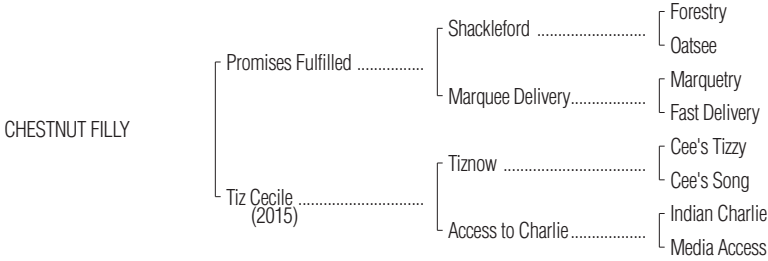 Forestry
Shackleford ........................
Oatsee
Promises Fulfilled ...............
Marquetry
Marquee Delivery.................
Fast Delivery
CHESTNUT FILLY
Cee's Tizzy
Tiznow ................................
Cee's Song
Tiz Cecile ............................
(2015)
Indian Charlie
Access to Charlie.................
Media Access